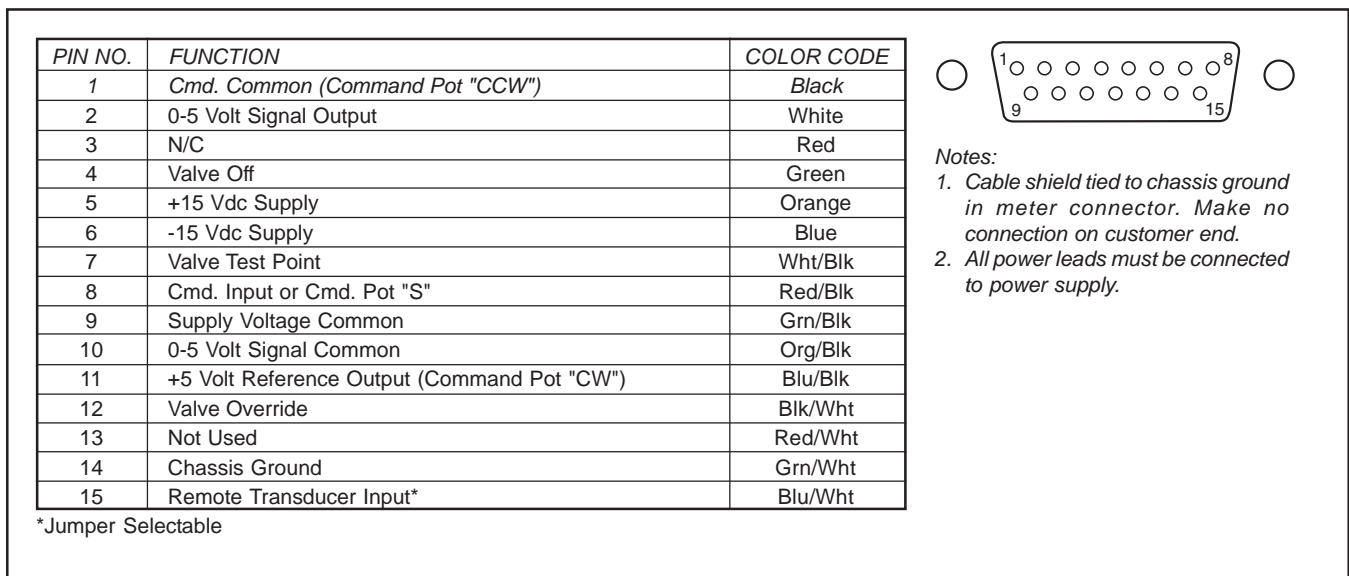 PIN NO. FUNCTION COLOR CODE
1 Cmd. Common (Command Pot "CCW") Black
2 0-5 Volt Signal Output White
3 N/C Red
4 Valve Off Green
5 +15 Vdc Supply Orange
6 -15 Vdc Supply Blue
7 Valve Test Point Wht/Blk
8 Cmd. Input or Cmd. Pot "S" Red/Blk
9 Supply Voltage Common Grn/Blk
10 0-5 Volt Signal Common Org/Blk
11 +5 Volt Reference Output (Command Pot "CW") Blu/Blk
12 Valve Override Blk/Wht
13 Not Used Red/Wht
14 Chassis Ground Grn/Wht
15 Remote Transducer Input* Blu/Wht
*Jumper Selectable
1 8
9 15
Notes:
1. Cable shield tied to chassis ground
in meter connector. Make no
connection on customer end.
2. All power leads must be connected
to power supply.